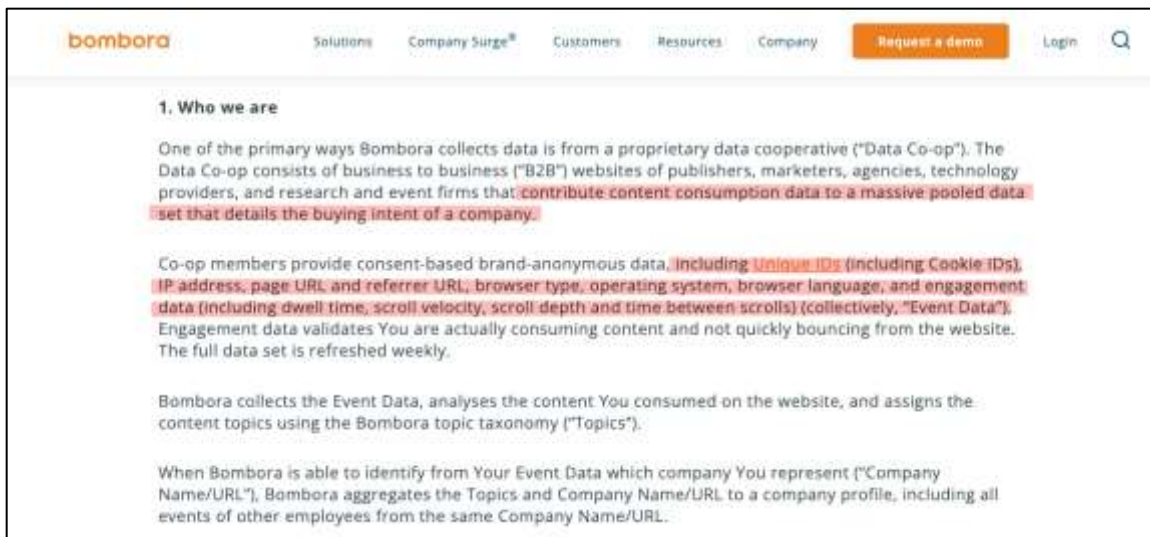 bombora Solutions Company Surge® Customers Resources Company Request a demo Login
1. Who we are
One of the primary ways Bombora collects data is from a proprietary data cooperative (“Data Co-op”). The
Data Co-op consists of business to business (“B2B”) websites of publishers, marketers, agencies, technology
providers, and research and event firms that contribute content consumption data to a massive pooled data
set that details the buying intent of a company.
Co-op members provide consent-based brand-anonymous data, including Unique IDs (including Cookie IDs),
IP address, page URL and referrer URL, browser type, operating system, browser language, and engagement
data (including dwell time, scroll velocity, scroll depth and time between scrolls) (collectively, “Event Data”).
Engagement data validates You are actually consuming content and not quickly bouncing from the website.
The full data set is refreshed weekly.
Bombora collects the Event Data, analyses the content You consumed on the website, and assigns the
content topics using the Bombora topic taxonomy (“Topics”).
When Bombora is able to identify from Your Event Data which company You represent (“Company
Name/URL”), Bombora aggregates the Topics and Company Name/URL to a company profile, including all
events of other employees from the same Company Name/URL.